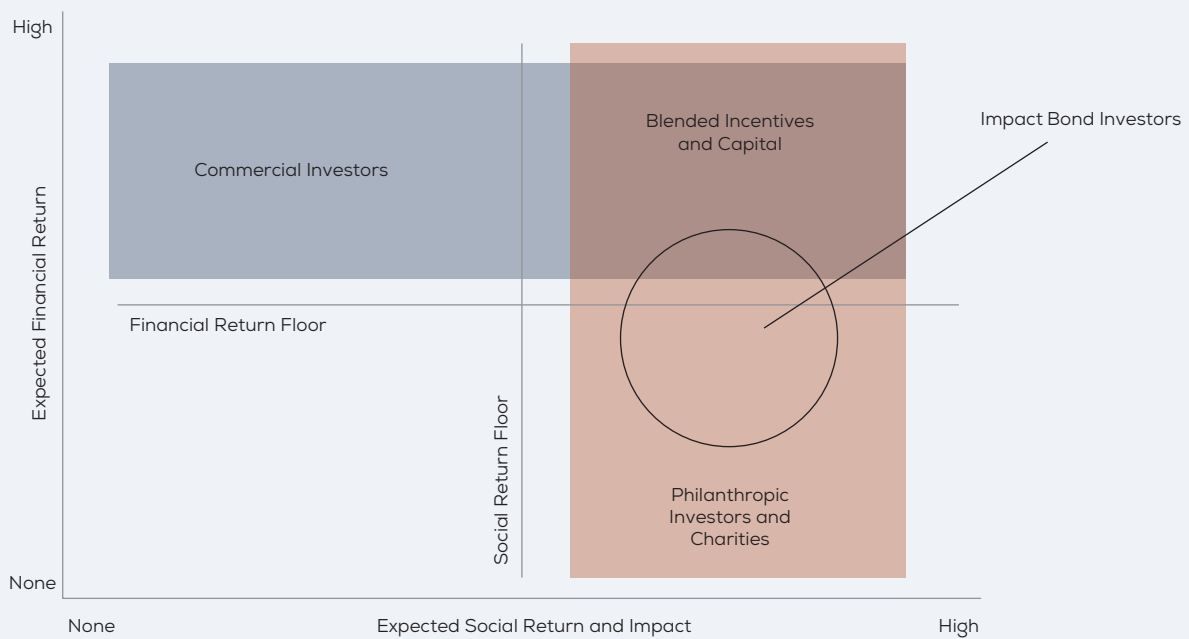 High
Expected Financial Return
None
Commercial Investors
Blended Incentives
and Capital
Impact Bond Investors
Financial Return Floor
Social Return Floor
Philanthropic
Investors and
Charities
None
Expected Social Return and Impact
High